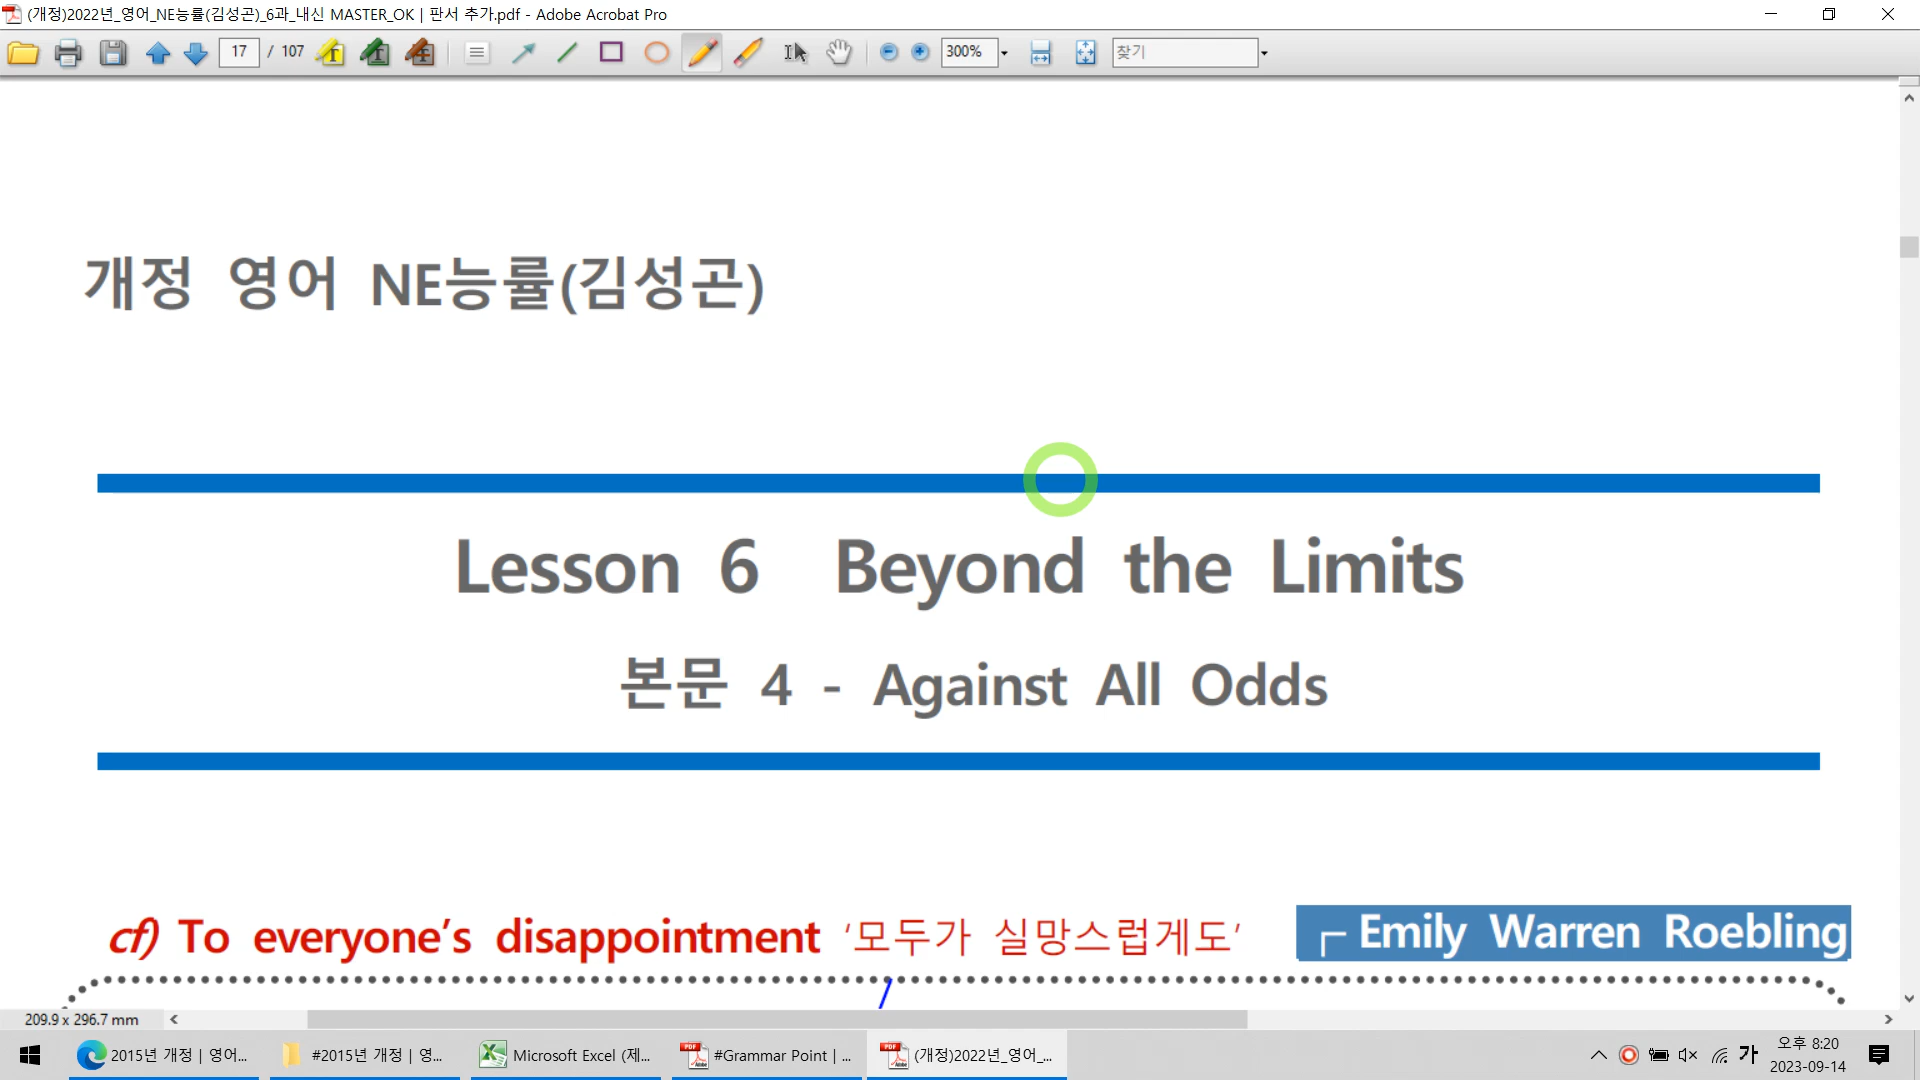 (개정)2022년_영어_NE능률(김성곤)_6과_내신 MASTER_OK | 판서 추가.pdf - Adobe Acrobat Pro
17 / 107 300% 찾기
개정 영어 NE능률(김성곤)
Lesson 6 Beyond the Limits
본문 4 - Against All Odds
cf) To everyone's disappointment '모두가 실망스럽게도' ┌ Emily Warren Roebling
209.9 x 296.7 mm
2015년 개정 | 영어... #2015년 개정 | 영... Microsoft Excel (제... #Grammar Point | ... (개정)2022년_영어_... 가 오후 8:20
2023-09-14